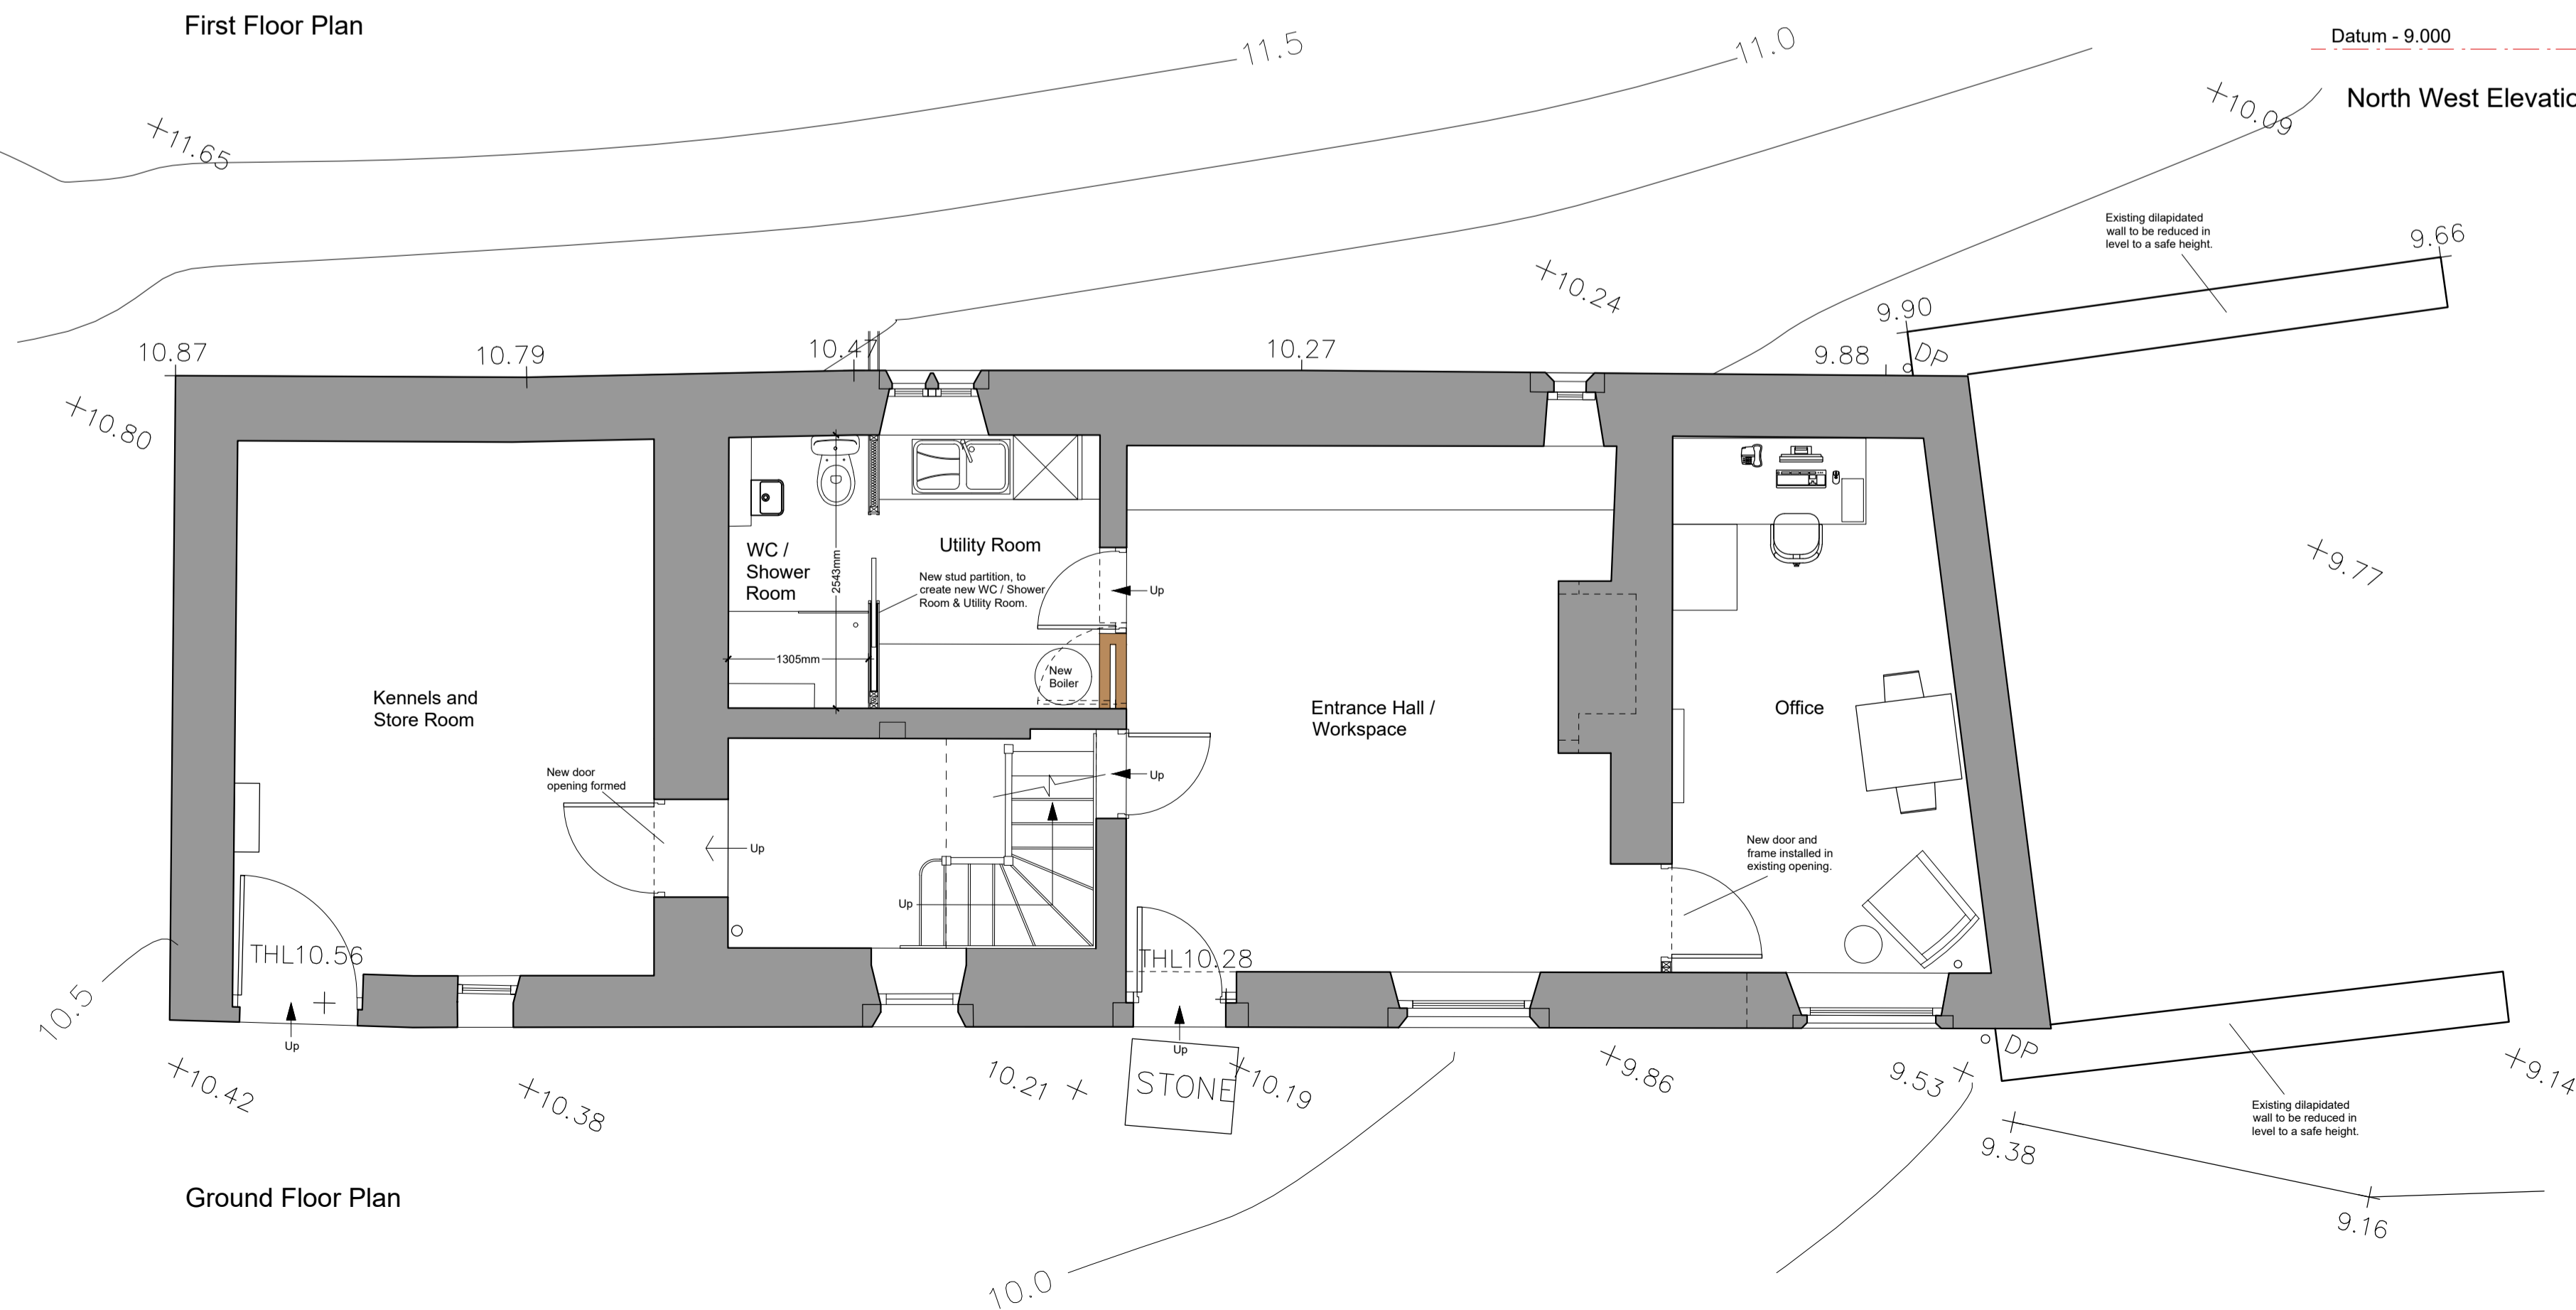 First Floor Plan
11.5
11.0
Datum - 9.000
North West Elevatio
+10.09
+11.65
Existing dilapidated
wall to be reduced in
level to a safe height.
9.66
+10.24
9.90
DP
10.87
10.79
10.47
10.27
9.88
+10.80
WC /
Shower
Room
2543mm
1305mm
Utility Room
New stud partition, to
create new WC / Shower
Room & Utility Room.
Up
New
Boiler
+9.77
Kennels and
Store Room
Entrance Hall /
Workspace
Office
New door
opening formed
Up
Up
Up
New door and
frame installed in
existing opening.
THL10.56
THL10.28
10.5
Up
Up
STONE
+10.42
+10.38
10.21 +
+10.19
+9.86
9.53 +
DP
+9.14
Existing dilapidated
wall to be reduced in
level to a safe height.
9.38
9.16
Ground Floor Plan
10.0